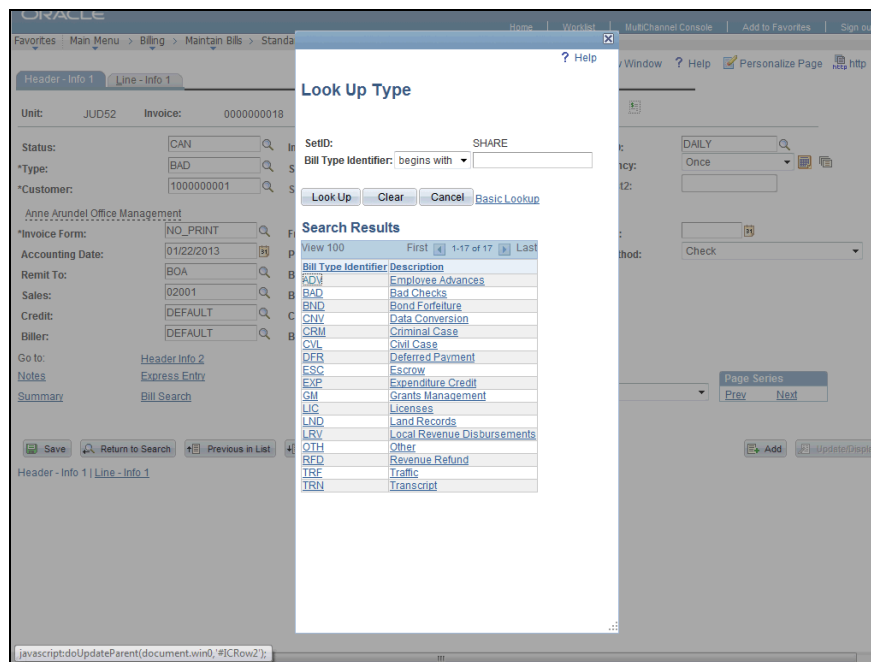 ORACLE
Home | Worklist | MultiChannel Console | Add to Favorites | Sign ou
Favorites | Main Menu > Billing > Maintain Bills > Standa
Window ? Help Personalize Page http
Header - Info 1 Line - Info 1
Unit: JUD52 Invoice: 0000000018
Status: CAN DAILY
*Type: BAD Once
*Customer: 1000000001
Anne Arundel Office Management
*Invoice Form: NO_PRINT
Accounting Date: 01/22/2013 Check
Remit To: BOA
Sales: 02001
Credit: DEFAULT
Biller: DEFAULT
Go to: Header Info 2
Notes Express Entry
Summary Bill Search
Page Series
Prev Next
Save Return to Search Previous in List Add Update/Displa
Header - Info 1 | Line - Info 1
? Help
Look Up Type
SetID: SHARE
Bill Type Identifier: begins with
Look Up Clear Cancel Basic Lookup
Search Results
View 100 First 1-17 of 17 Last
Bill Type Identifier Description
ADV Employee Advances
BAD Bad Checks
BND Bond Forfeiture
CNV Data Conversion
CRM Criminal Case
CVL Civil Case
DFR Deferred Payment
ESC Escrow
EXP Expenditure Credit
GM Grants Management
LIC Licenses
LND Land Records
LRV Local Revenue Disbursements
OTH Other
RFD Revenue Refund
TRF Traffic
TRN Transcript
javascript:doUpdateParent(document.win0,'#ICRow2');